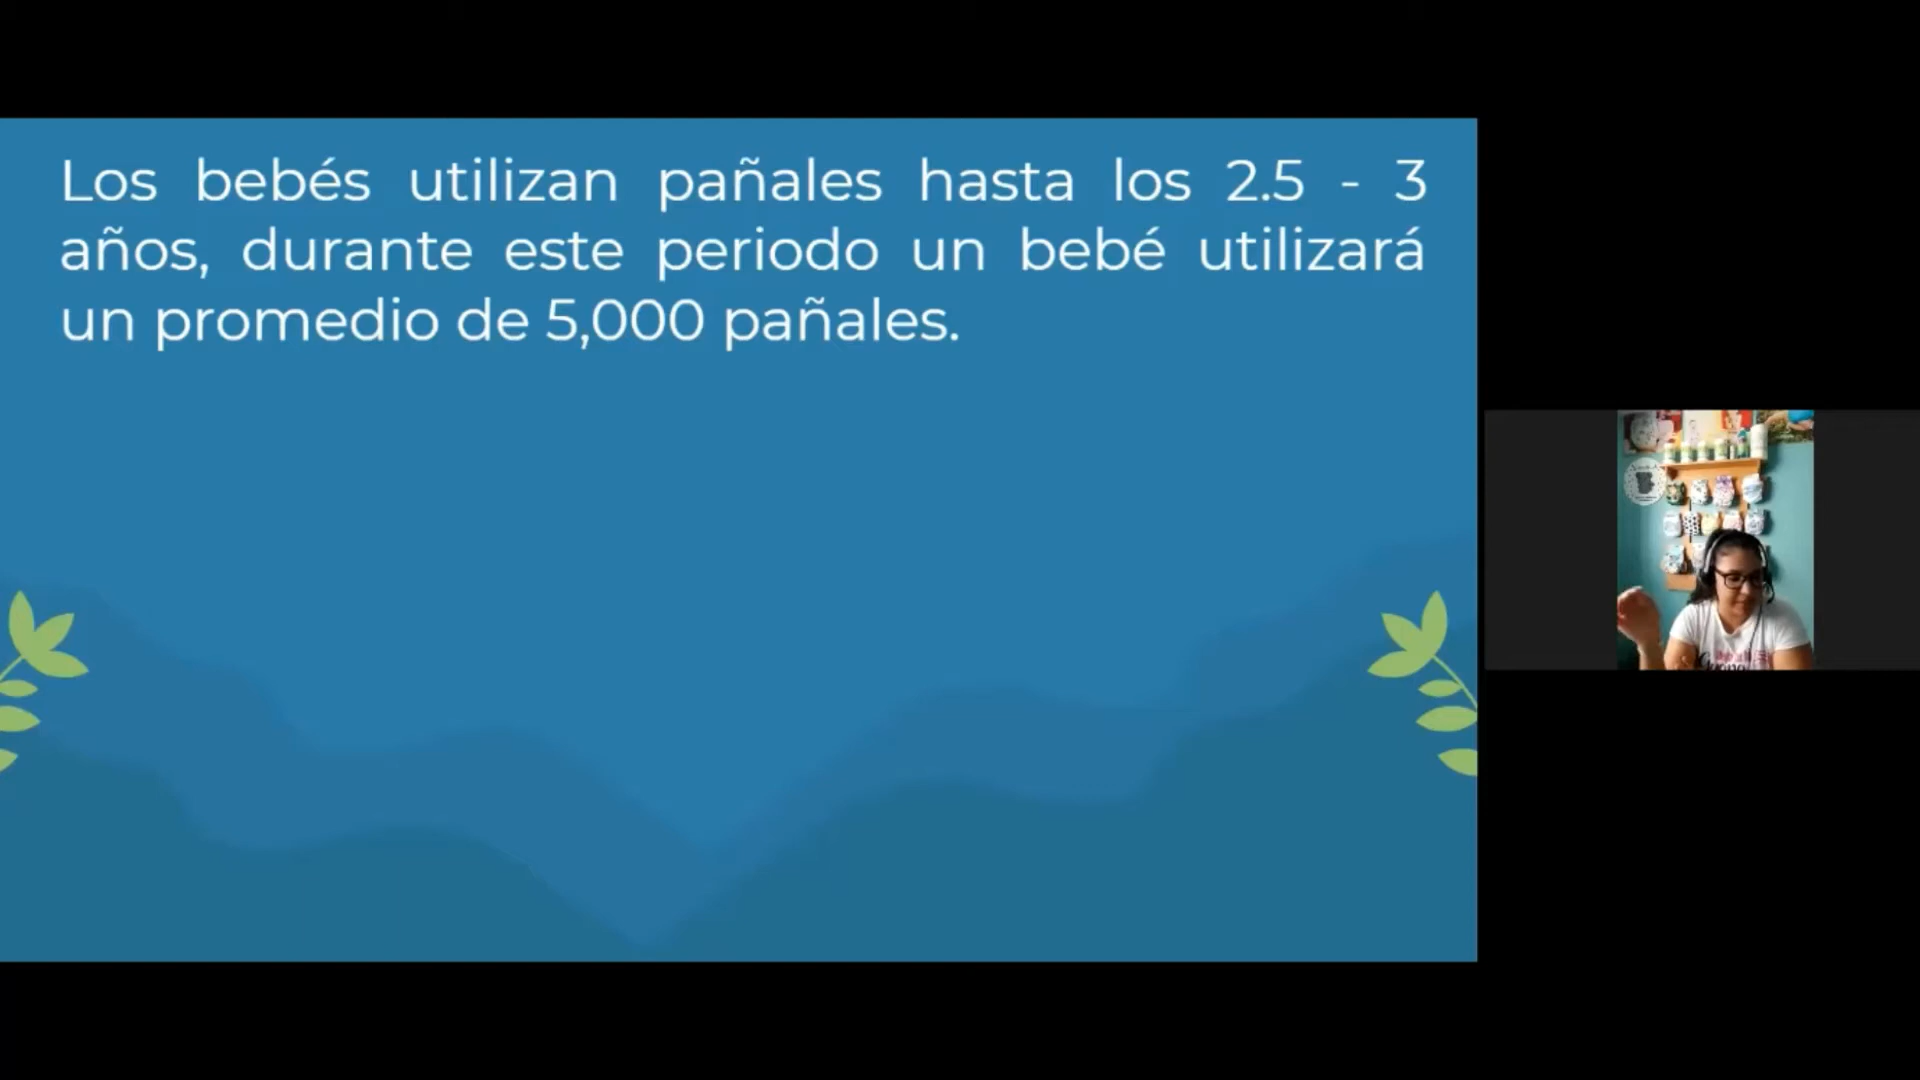 Los bebés utilizan pañales hasta los 2.5 - 3
años, durante este periodo un bebé utilizará
un promedio de 5,000 pañales.